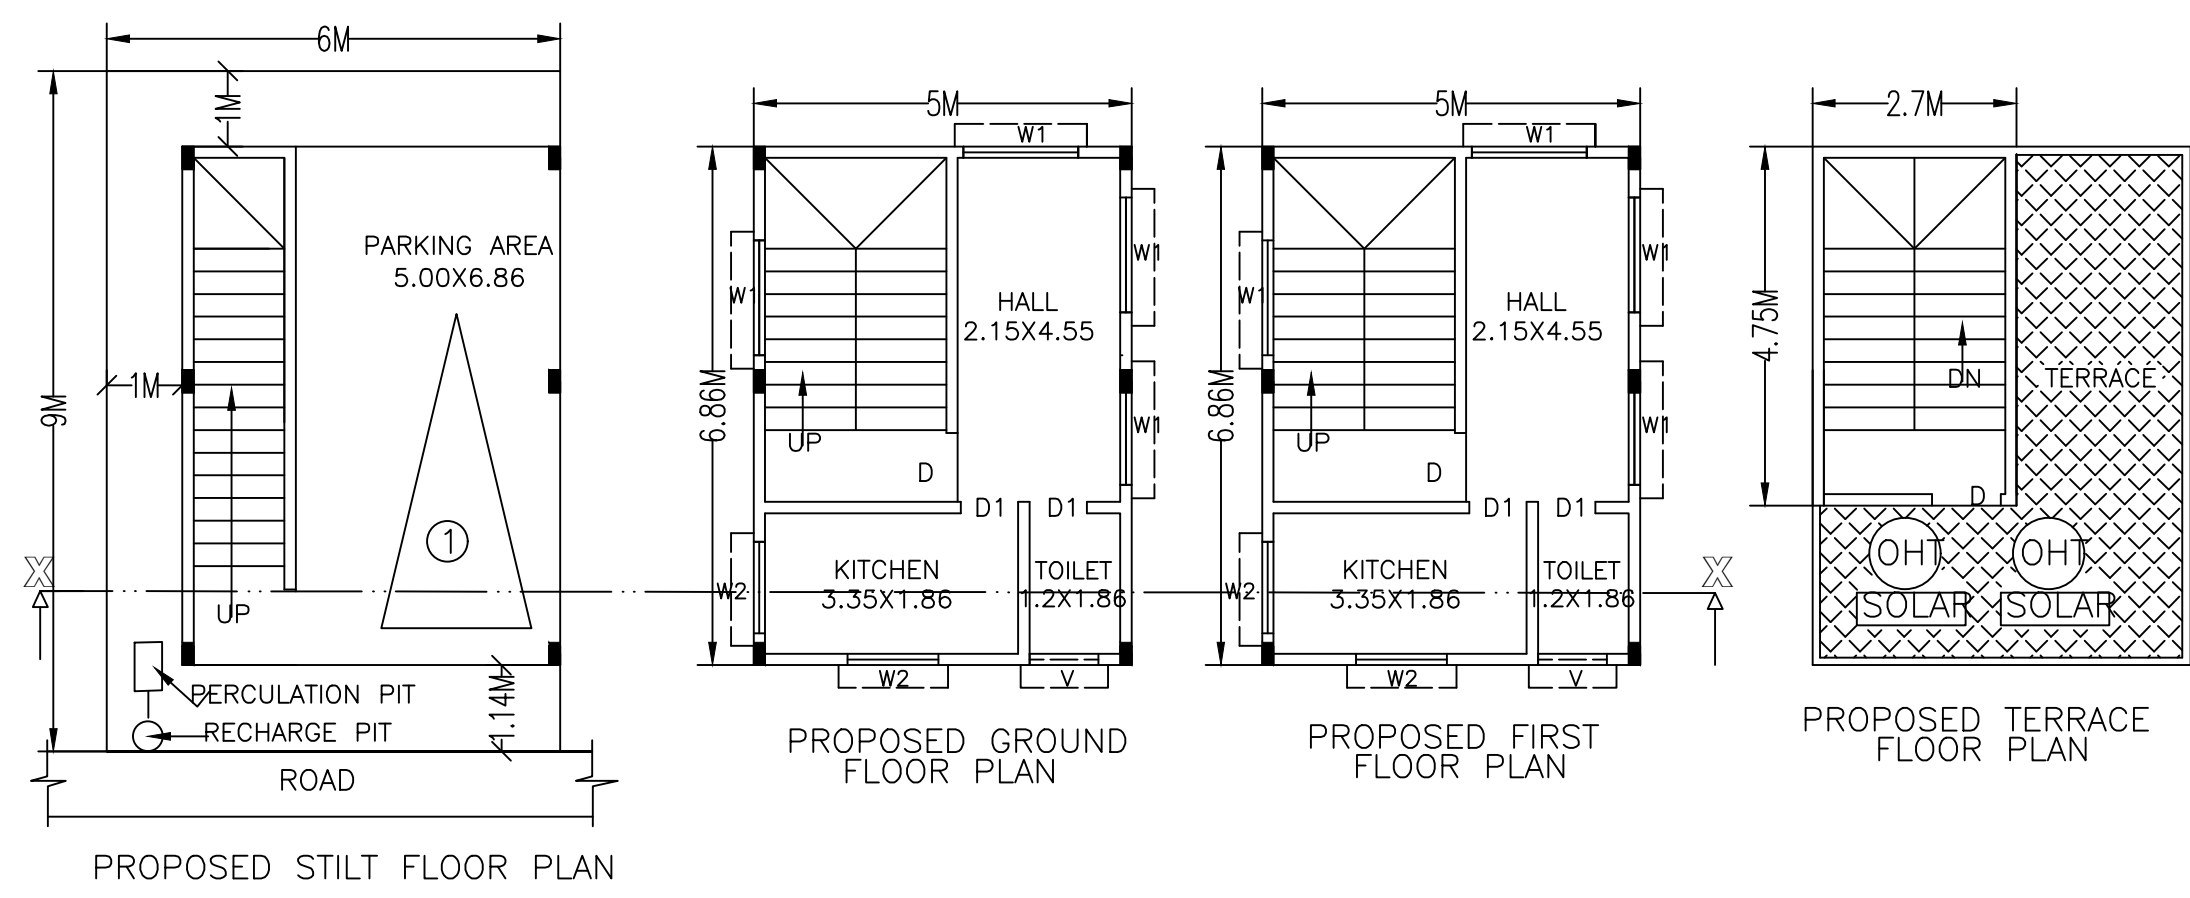 6M
1M
9M
1M
PARKING AREA
5.00X6.86
1
UP
X
PERCULATION PIT
RECHARGE PIT
1.14M
ROAD
PROPOSED STILT FLOOR PLAN
5M
6.86M
W1
W1
W1
W1
HALL
2.15X4.55
UP
D
D1
D1
KITCHEN
3.35X1.86
TOILET
1.2X1.86
W2
W2
V
PROPOSED GROUND
FLOOR PLAN
5M
6.86M
W1
W1
W1
W1
HALL
2.15X4.55
UP
D
D1
D1
KITCHEN
3.35X1.86
TOILET
1.2X1.86
W2
W2
V
X
PROPOSED FIRST
FLOOR PLAN
2.7M
4.75M
DN
TERRACE
D
OHT
OHT
SOLAR
SOLAR
PROPOSED TERRACE
FLOOR PLAN